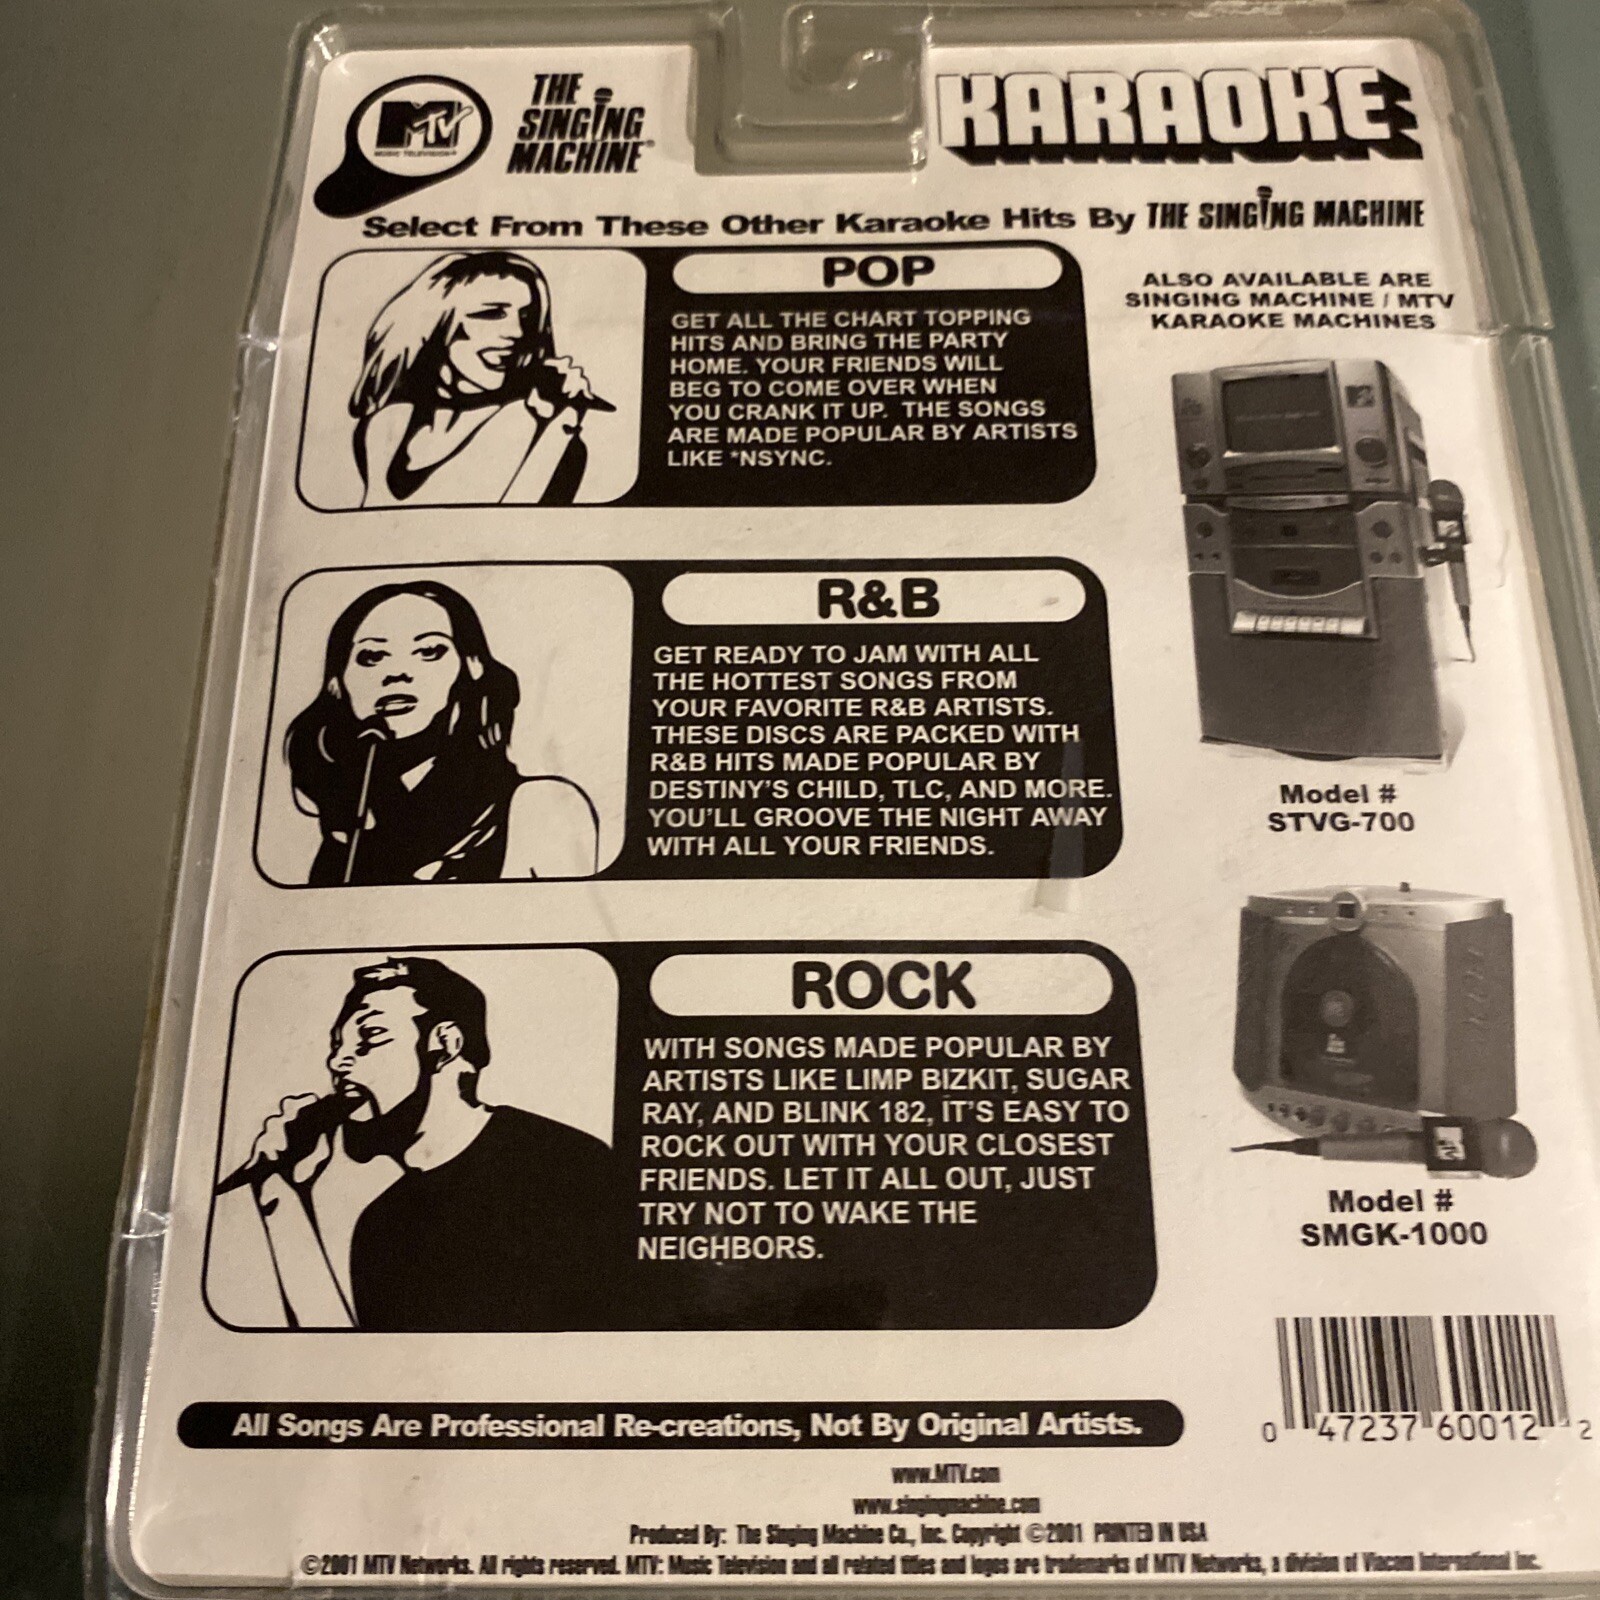 MTV
MUSIC TELEVISION®
THE
SINGING
MACHINE®
KARAOKE
Select From These Other Karaoke Hits By THE SINGING MACHINE
POP
GET ALL THE CHART TOPPING
HITS AND BRING THE PARTY
HOME. YOUR FRIENDS WILL
BEG TO COME OVER WHEN
YOU CRANK IT UP. THE SONGS
ARE MADE POPULAR BY ARTISTS
LIKE *NSYNC.
R&B
GET READY TO JAM WITH ALL
THE HOTTEST SONGS FROM
YOUR FAVORITE R&B ARTISTS.
THESE DISCS ARE PACKED WITH
R&B HITS MADE POPULAR BY
DESTINY'S CHILD, TLC, AND MORE.
YOU'LL GROOVE THE NIGHT AWAY
WITH ALL YOUR FRIENDS.
ROCK
WITH SONGS MADE POPULAR BY
ARTISTS LIKE LIMP BIZKIT, SUGAR
RAY, AND BLINK 182, IT'S EASY TO
ROCK OUT WITH YOUR CLOSEST
FRIENDS. LET IT ALL OUT, JUST
TRY NOT TO WAKE THE
NEIGHBORS.
ALSO AVAILABLE ARE
SINGING MACHINE / MTV
KARAOKE MACHINES
MTV
Model #
STVG-700
MTV
Model #
SMGK-1000
0 47237 60012 2
All Songs Are Professional Re-creations, Not By Original Artists.
www.MTV.com
www.singingmachine.com
Produced By: The Singing Machine Co., Inc. Copyright ©2001 PRINTED IN USA
©2001 MTV Networks. All rights reserved. MTV: Music Television and all related titles and logos are trademarks of MTV Networks, a division of Viacom International Inc.